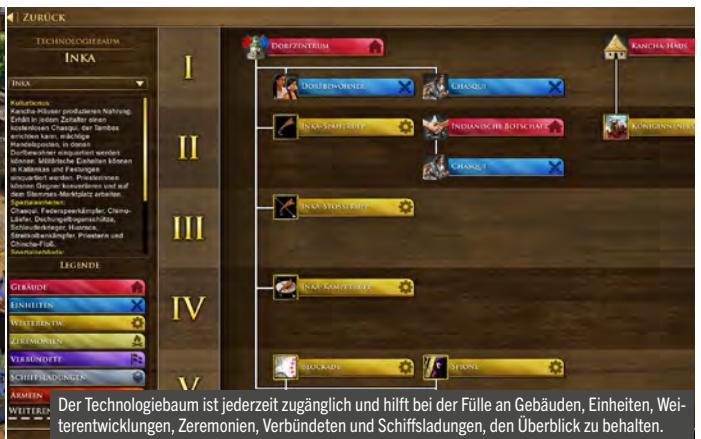 ZURÜCK
TECHNOLOGIEBAUM
INKA
INKA
Kulturbonus:
Kancha-Häuser produzieren Nahrung.
Erhält in jedem Zeitalter einen
kostenlosen Chasqui, der Tambos
errichten kann, mächtige
Handelsposten, in denen
Dorfbewohner einquartiert werden
können. Militärische Einheiten können
in Kallankas und Festungen
einquartiert werden. Priesterinnen
können Gegner konvertieren und auf
dem Stammes-Marktplatz arbeiten.
Spezialeinheiten:
Chasqui, Federspeerkämpfer, Chimu-
Läufer, Dschungelbogenschütze,
Schleuderkrieger, Huaraca,
Streitkolbenkämpfer, Priesterin und
Chincha-Floß.
LEGENDE
GEBÄUDE
EINHEITEN
WEITERENTW.
ZEREMONIEN
VERBÜNDETE
SCHIFFSLADUNGEN
ARMEEN
WEITEREN
I
DORFZENTRUM
KANCHA-HAUS
DORFBEWOHNER
CHASQUI
II
INKA-SPÄHTRUPP
INDIANISCHE BOTSCHAFT
KÖNIGINNENERS
CHASQUI
III
INKA-STOSSTRUPP
IV
INKA-KAMPFTRUPP
V
BLOCKADE
SPIONE
Der Technologiebaum ist jederzeit zugänglich und hilft bei der Fülle an Gebäuden, Einheiten, Wei-
terentwicklungen, Zeremonien, Verbündeten und Schiffsladungen, den Überblick zu behalten.